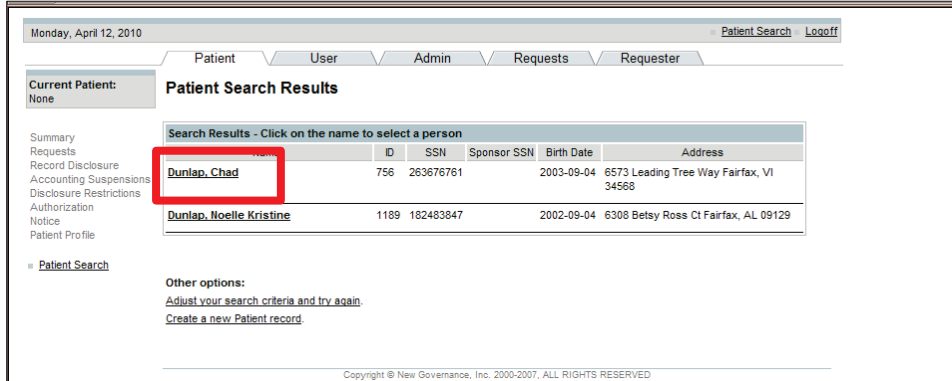 Monday, April 12, 2010 Patient Search Logoff
Patient User Admin Requests Requester
Current Patient:
None
Patient Search Results
Summary
Requests
Record Disclosure
Accounting Suspensions
Disclosure Restrictions
Authorization
Notice
Patient Profile
Patient Search
Search Results - Click on the name to select a person
ID SSN Sponsor SSN Birth Date Address
Dunlap, Chad 756 263676761 2003-09-04 6573 Leading Tree Way Fairfax, VI
34568
Dunlap, Noelle Kristine 1189 182483847 2002-09-04 6308 Betsy Ross Ct Fairfax, AL 09129
Other options:
Adjust your search criteria and try again.
Create a new Patient record.
Copyright © New Governance, Inc. 2000-2007, ALL RIGHTS RESERVED